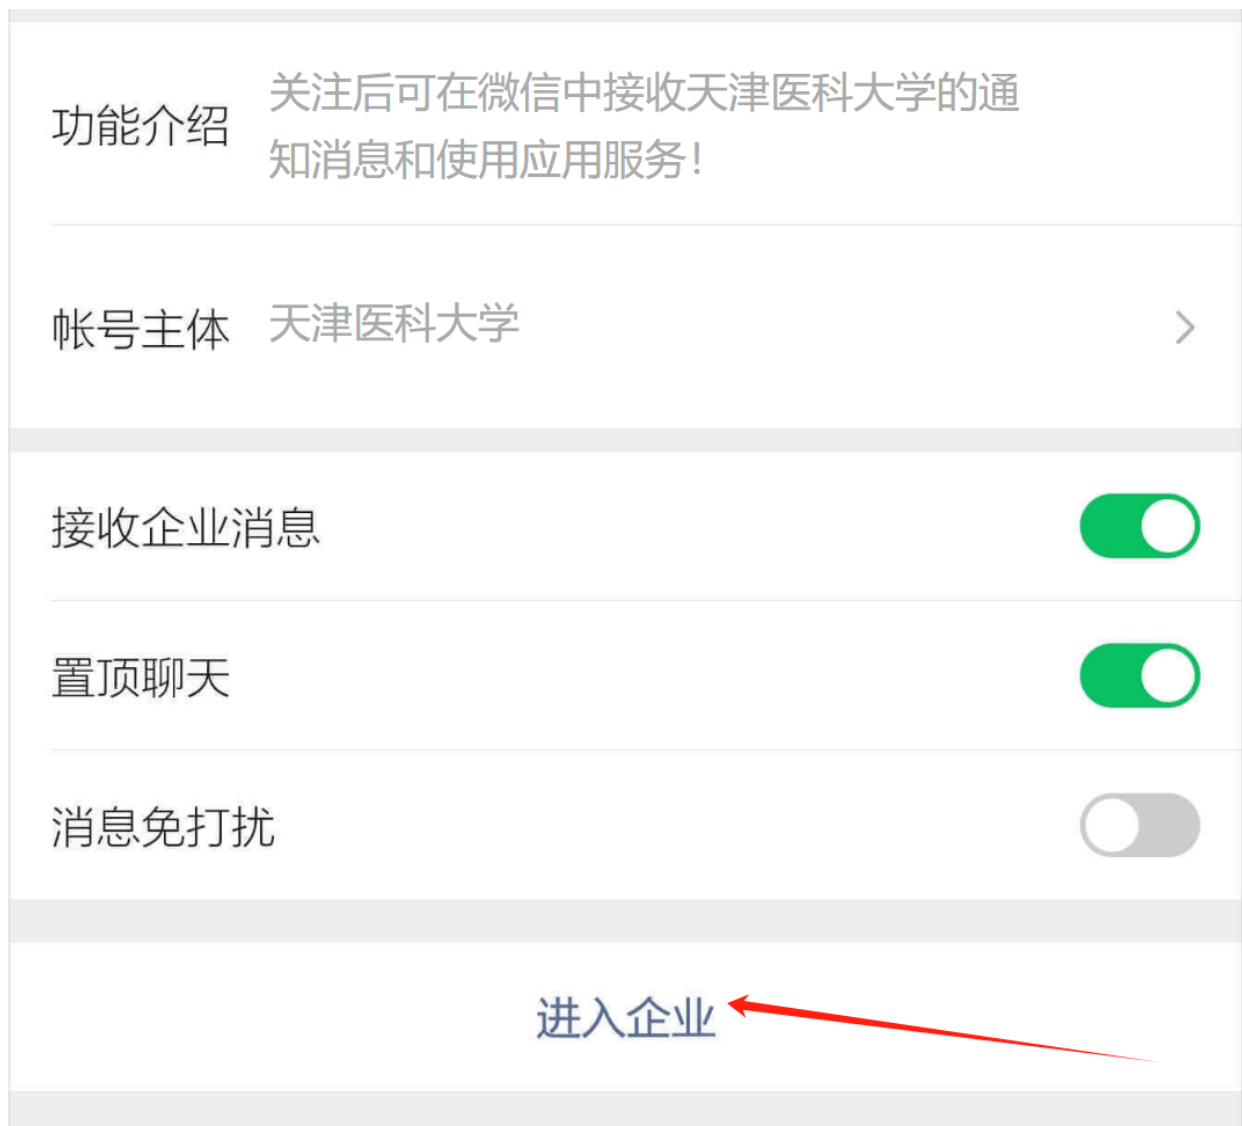 功能介绍
关注后可在微信中接收天津医科大学的通
知消息和使用应用服务！
帐号主体
天津医科大学
接收企业消息
置顶聊天
消息免打扰
进入企业